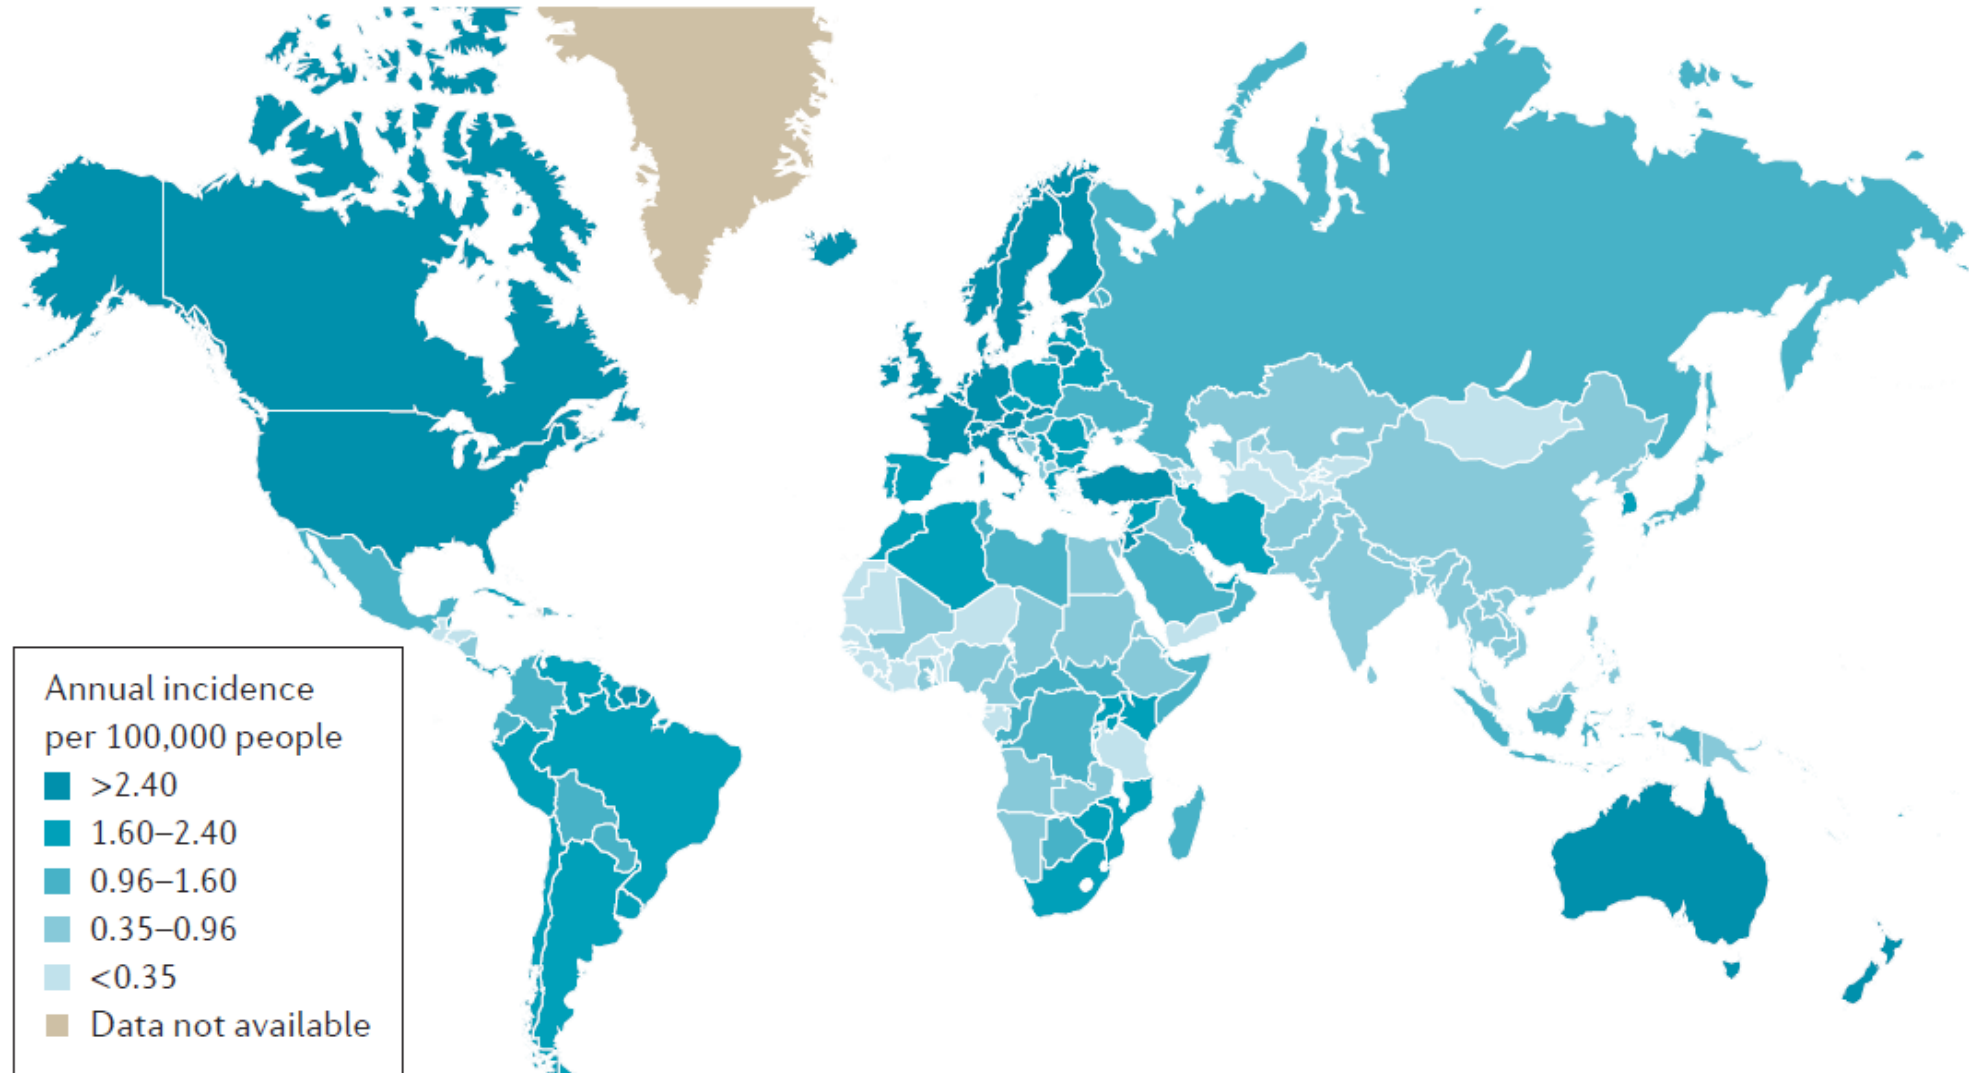 Annual incidence
per 100,000 people
>2.40
1.60–2.40
0.96–1.60
0.35–0.96
<0.35
Data not available